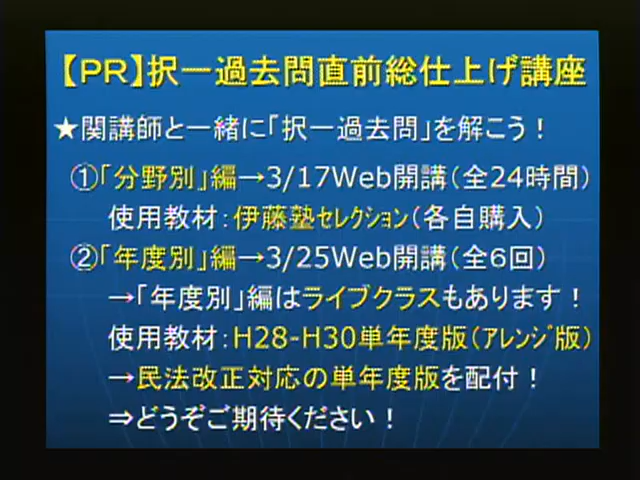 【PR】択一過去問直前総仕上げ講座
★関講師と一緒に「択一過去問」を解こう！
①「分野別」編→3/17Web開講（全24時間）
使用教材：伊藤塾セレクション（各自購入）
②「年度別」編→3/25Web開講（全6回）
→「年度別」編はライブクラスもあります！
使用教材：H28-H30単年度版（アレンジ版）
→民法改正対応の単年度版を配付！
⇒どうぞご期待ください！